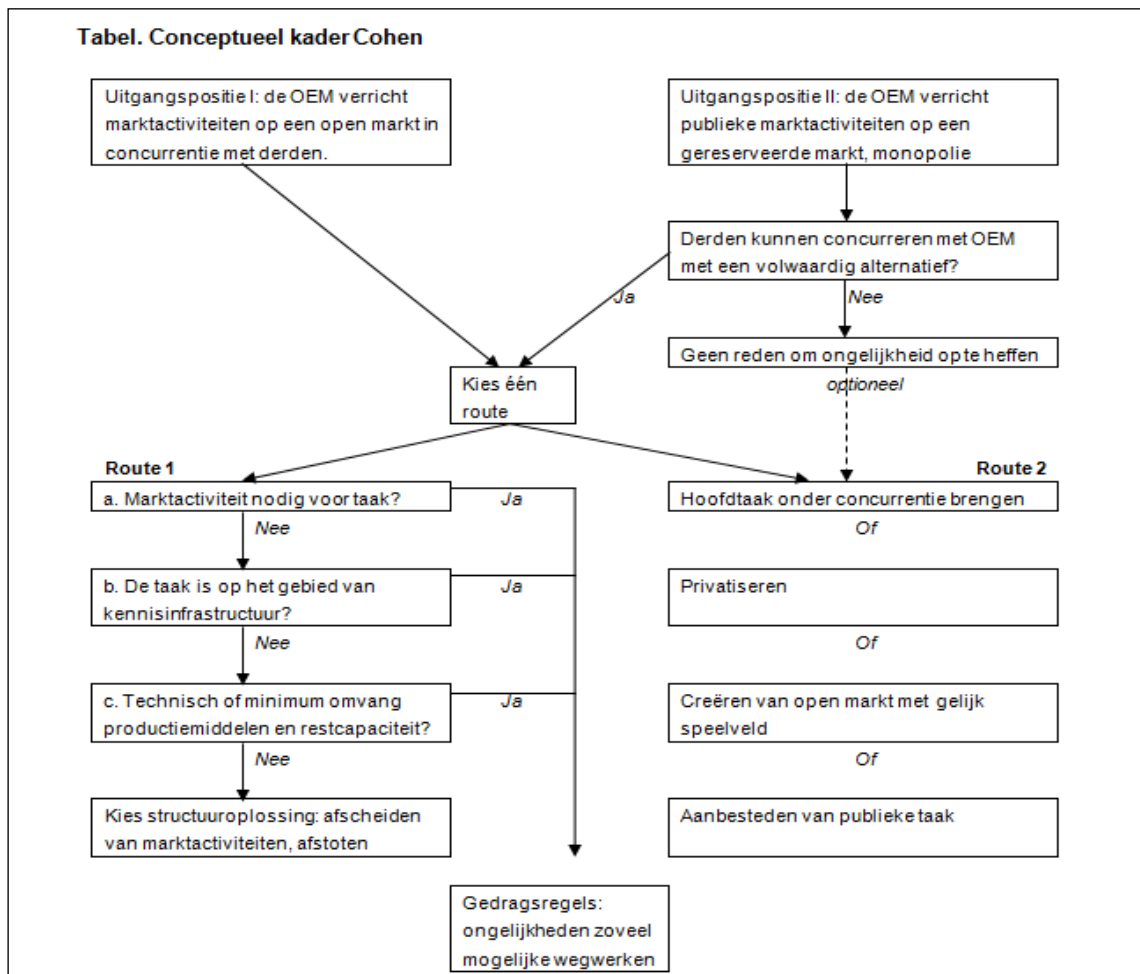 Tabel. Conceptueel kader Cohen
Uitgangspositie I: de OEM verricht
marktactiviteiten op een open markt in
concurrentie met derden.
Uitgangspositie II: de OEM verricht
publieke marktactiviteiten op een
gereserveerde markt, monopolie
Derden kunnen concurreren met OEM
met een volwaardig alternatief?
Ja
Nee
Geen reden om ongelijkheid op te heffen
optioneel
Kies één
route
Route 1
Route 2
a. Marktactiviteit nodig voor taak?
Ja
Hoofdtaak onder concurrentie brengen
Nee
Of
b. De taak is op het gebied van
kennisinfrastructuur?
Ja
Privatiseren
Nee
Of
c. Technisch of minimum omvang
productiemiddelen en restcapaciteit?
Ja
Creëren van open markt met gelijk
speelveld
Nee
Of
Kies structuuroplossing: afscheiden
van marktactiviteiten, afstoten
Aanbesteden van publieke taak
Gedragsregels:
ongelijkheden zoveel
mogelijke wegwerken